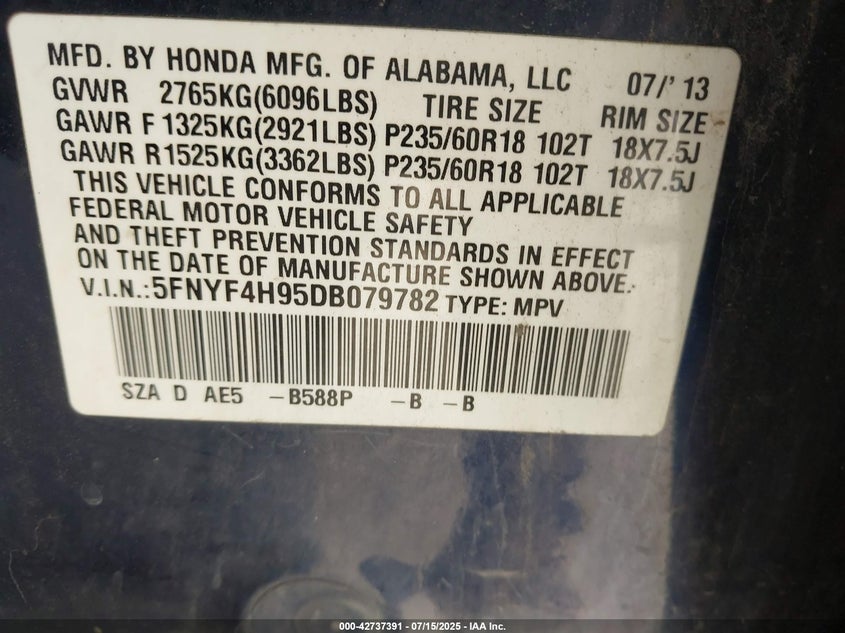 MFD. BY HONDA MFG. OF ALABAMA, LLC 07/' 13
GVWR 2765KG(6096LBS) TIRE SIZE RIM SIZE
GAWR F 1325KG(2921LBS) P235/60R18 102T 18X7.5J
GAWR R1525KG(3362LBS) P235/60R18 102T 18X7.5J
THIS VEHICLE CONFORMS TO ALL APPLICABLE
FEDERAL MOTOR VEHICLE SAFETY
AND THEFT PREVENTION STANDARDS IN EFFECT
ON THE DATE OF MANUFACTURE SHOWN ABOVE.
V.I.N.:5FNYF4H95DB079782 TYPE: MPV
SZA D AE5 -B588P -B -B
000-42737391 - 07/15/2025 - IAA Inc.